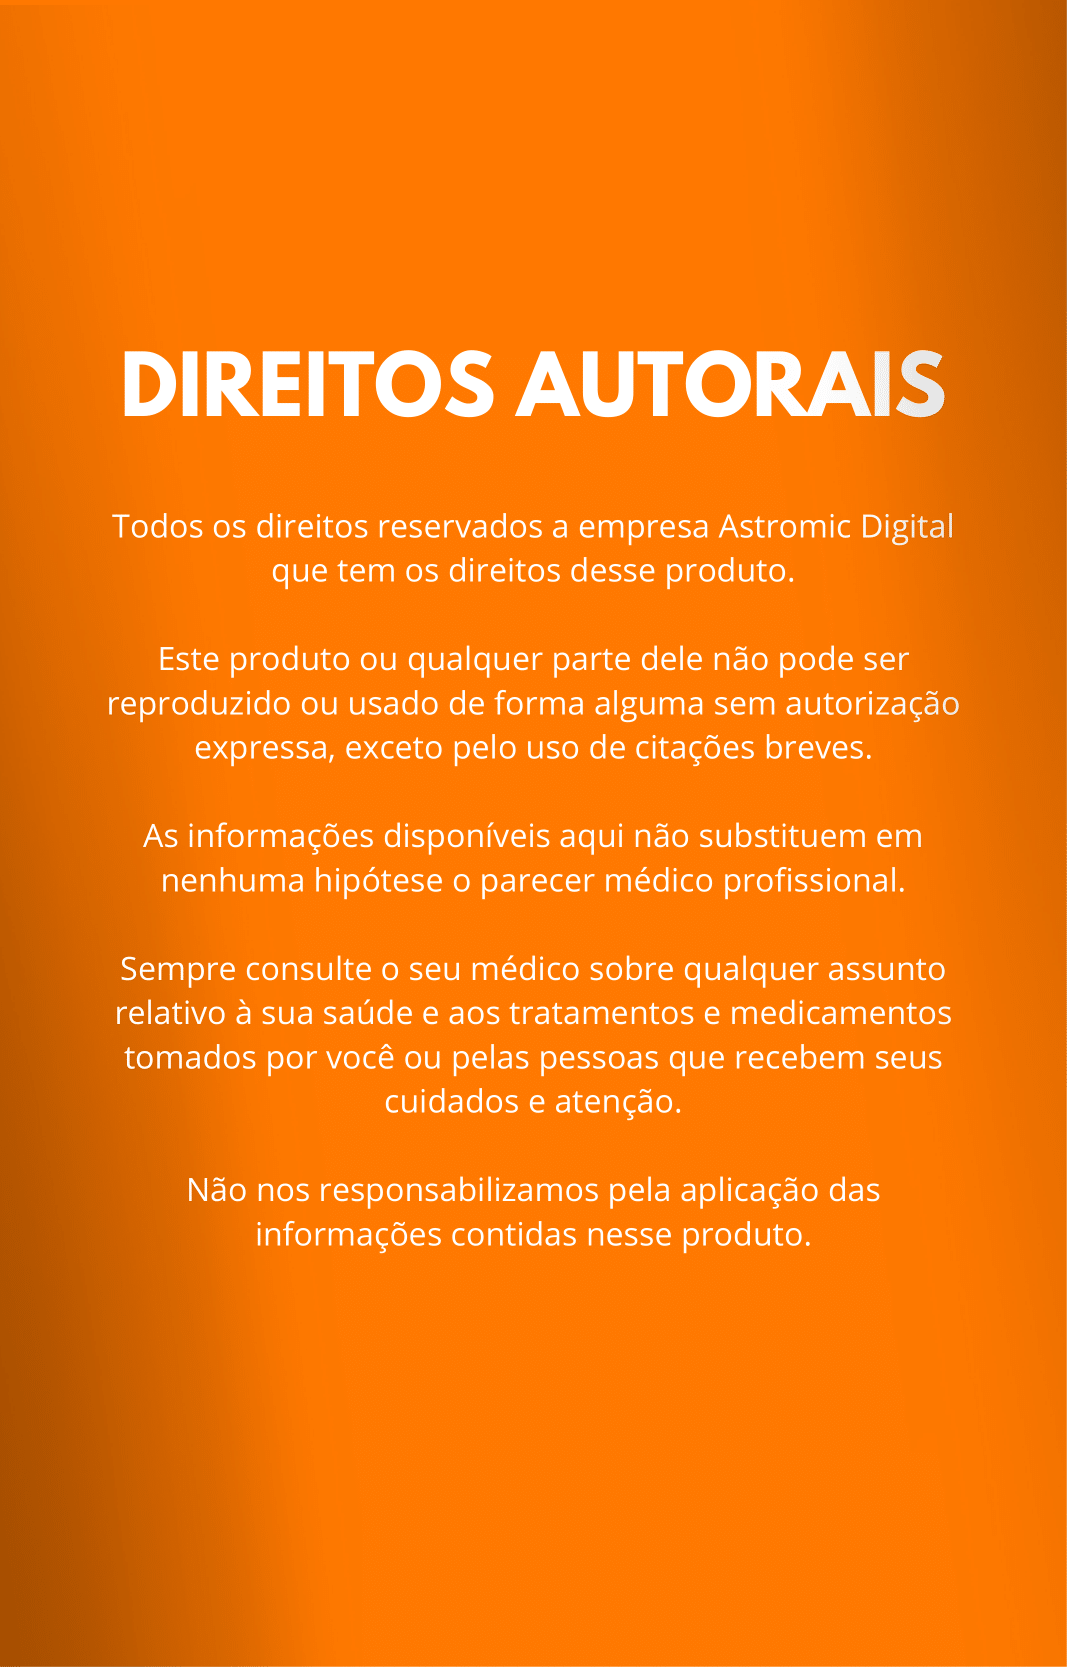 DIREITOS AUTORAIS
Todos os direitos reservados a empresa Astromic Digital
que tem os direitos desse produto.
Este produto ou qualquer parte dele não pode ser
reproduzido ou usado de forma alguma sem autorização
expressa, exceto pelo uso de citações breves.
As informações disponíveis aqui não substituem em
nenhuma hipótese o parecer médico profissional.
Sempre consulte o seu médico sobre qualquer assunto
relativo à sua saúde e aos tratamentos e medicamentos
tomados por você ou pelas pessoas que recebem seus
cuidados e atenção.
Não nos responsabilizamos pela aplicação das
informações contidas nesse produto.